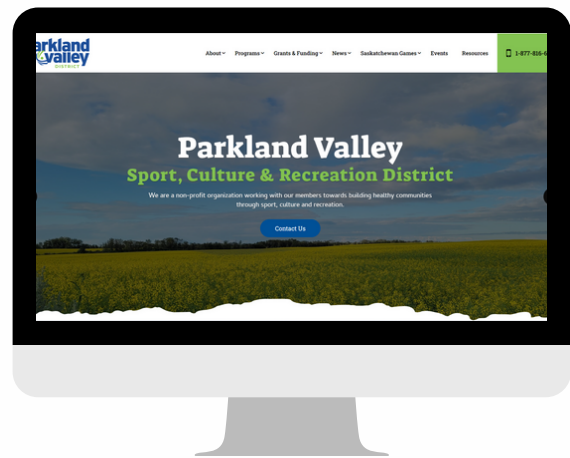 arkland
valley
DISTRICT
About Programs Grants & Funding News Saskatchewan Games Events Resources 1-877-816-6
Parkland Valley
Sport, Culture & Recreation District
We are a non-profit organization working with our members towards building healthy communities
through sport, culture and recreation.
Contact Us